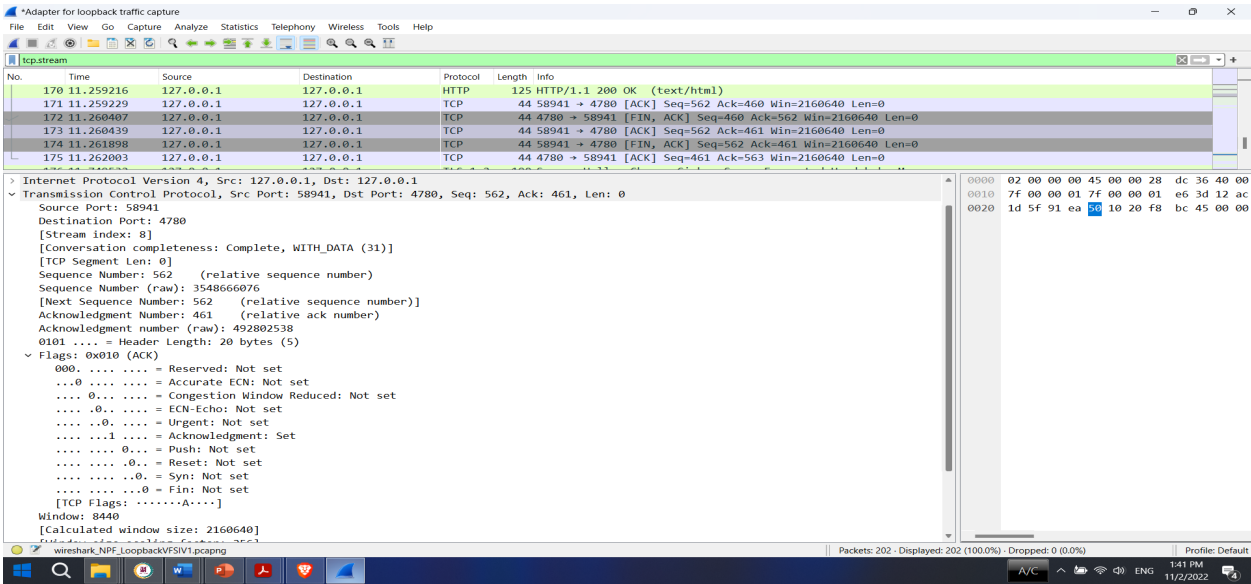 *Adapter for loopback traffic capture
File Edit View Go Capture Analyze Statistics Telephony Wireless Tools Help
tcp.stream
No. Time Source Destination Protocol Length Info
170 11.259216 127.0.0.1 127.0.0.1 HTTP 125 HTTP/1.1 200 OK (text/html)
171 11.259229 127.0.0.1 127.0.0.1 TCP 44 58941 → 4780 [ACK] Seq=562 Ack=460 Win=2160640 Len=0
172 11.260407 127.0.0.1 127.0.0.1 TCP 44 4780 → 58941 [FIN, ACK] Seq=460 Ack=562 Win=2160640 Len=0
173 11.260439 127.0.0.1 127.0.0.1 TCP 44 58941 → 4780 [ACK] Seq=562 Ack=461 Win=2160640 Len=0
174 11.261898 127.0.0.1 127.0.0.1 TCP 44 58941 → 4780 [FIN, ACK] Seq=562 Ack=461 Win=2160640 Len=0
175 11.262003 127.0.0.1 127.0.0.1 TCP 44 4780 → 58941 [ACK] Seq=461 Ack=563 Win=2160640 Len=0
> Internet Protocol Version 4, Src: 127.0.0.1, Dst: 127.0.0.1
Transmission Control Protocol, Src Port: 58941, Dst Port: 4780, Seq: 562, Ack: 461, Len: 0
Source Port: 58941
Destination Port: 4780
[Stream index: 8]
[Conversation completeness: Complete, WITH_DATA (31)]
[TCP Segment Len: 0]
Sequence Number: 562 (relative sequence number)
Sequence Number (raw): 3548666076
[Next Sequence Number: 562 (relative sequence number)]
Acknowledgment Number: 461 (relative ack number)
Acknowledgment number (raw): 492802538
0101 .... = Header Length: 20 bytes (5)
Flags: 0x010 (ACK)
000. .... .... = Reserved: Not set
...0 .... .... = Accurate ECN: Not set
.... 0... .... = Congestion Window Reduced: Not set
.... .0.. .... = ECN-Echo: Not set
.... ..0. .... = Urgent: Not set
.... ...1 .... = Acknowledgment: Set
.... .... 0... = Push: Not set
.... .... .0.. = Reset: Not set
.... .... ..0. = Syn: Not set
.... .... ...0 = Fin: Not set
[TCP Flags: ·······A····]
Window: 8440
[Calculated window size: 2160640]
0000 02 00 00 00 45 00 00 28 dc 36 40 00
0010 7f 00 00 01 7f 00 00 01 e6 3d 12 ac
0020 1d 5f 91 ea 50 10 20 f8 bc 45 00 00
wireshark_NPF_LoopbackVFSIV1.pcapng
Packets: 202 · Displayed: 202 (100.0%) · Dropped: 0 (0.0%)
Profile: Default
A/C
ENG
1:41 PM
11/2/2022
4